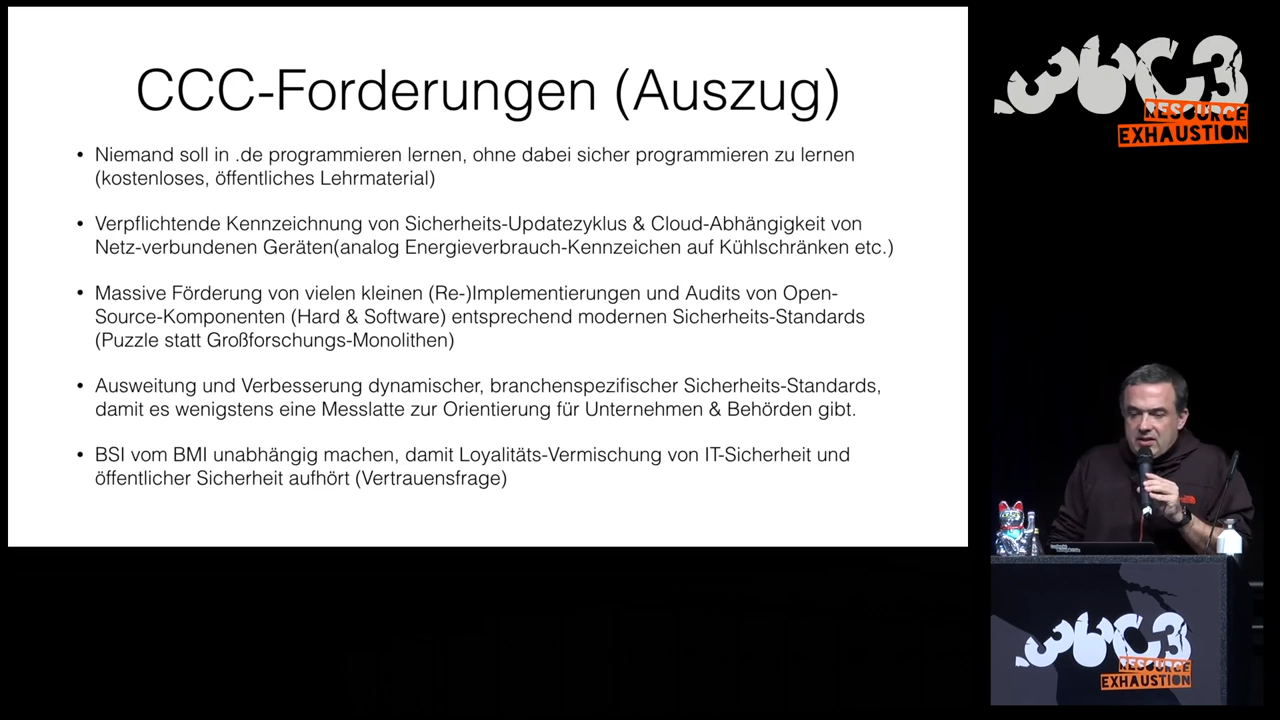 CCC-Forderungen (Auszug)
• Niemand soll in .de programmieren lernen, ohne dabei sicher programmieren zu lernen
(kostenloses, öffentliches Lehrmaterial)
• Verpflichtende Kennzeichnung von Sicherheits-Updatezyklus & Cloud-Abhängigkeit von
Netz-verbundenen Geräten(analog Energieverbrauch-Kennzeichen auf Kühlschränken etc.)
• Massive Förderung von vielen kleinen (Re-)Implementierungen und Audits von Open-
Source-Komponenten (Hard & Software) entsprechend modernen Sicherheits-Standards
(Puzzle statt Großforschungs-Monolithen)
• Ausweitung und Verbesserung dynamischer, branchenspezifischer Sicherheits-Standards,
damit es wenigstens eine Messlatte zur Orientierung für Unternehmen & Behörden gibt.
• BSI vom BMI unabhängig machen, damit Loyalitäts-Vermischung von IT-Sicherheit und
öffentlicher Sicherheit aufhört (Vertrauensfrage)
36C3
RESOURCE
EXHAUSTION
36C3
RESOURCE
EXHAUSTION